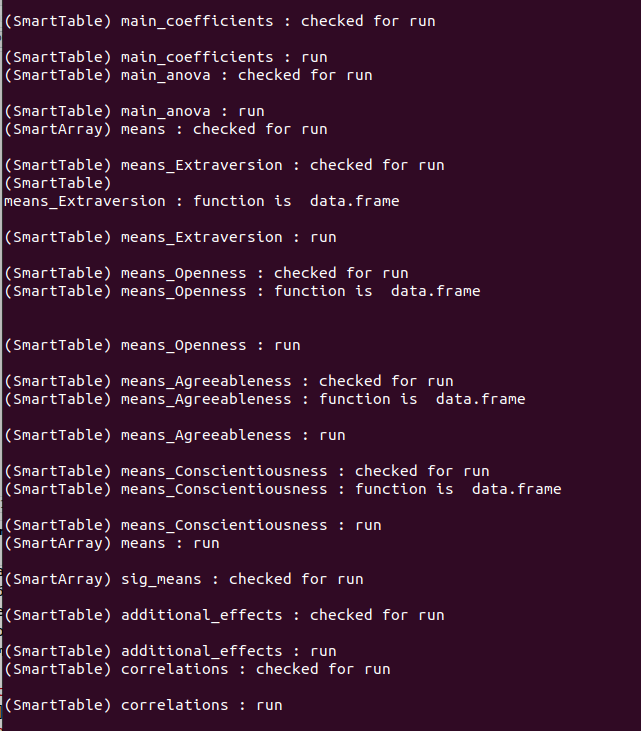 (SmartTable) main_coefficients : checked for run
(SmartTable) main_coefficients : run
(SmartTable) main_anova : checked for run
(SmartTable) main_anova : run
(SmartArray) means : checked for run
(SmartTable) means_Extraversion : checked for run
(SmartTable)
means_Extraversion : function is  data.frame
(SmartTable) means_Extraversion : run
(SmartTable) means_Openness : checked for run
(SmartTable) means_Openness : function is  data.frame
(SmartTable) means_Openness : run
(SmartTable) means_Agreeableness : checked for run
(SmartTable) means_Agreeableness : function is  data.frame
(SmartTable) means_Agreeableness : run
(SmartTable) means_Conscientiousness : checked for run
(SmartTable) means_Conscientiousness : function is  data.frame
(SmartTable) means_Conscientiousness : run
(SmartArray) means : run
(SmartArray) sig_means : checked for run
(SmartTable) additional_effects : checked for run
(SmartTable) additional_effects : run
(SmartTable) correlations : checked for run
(SmartTable) correlations : run